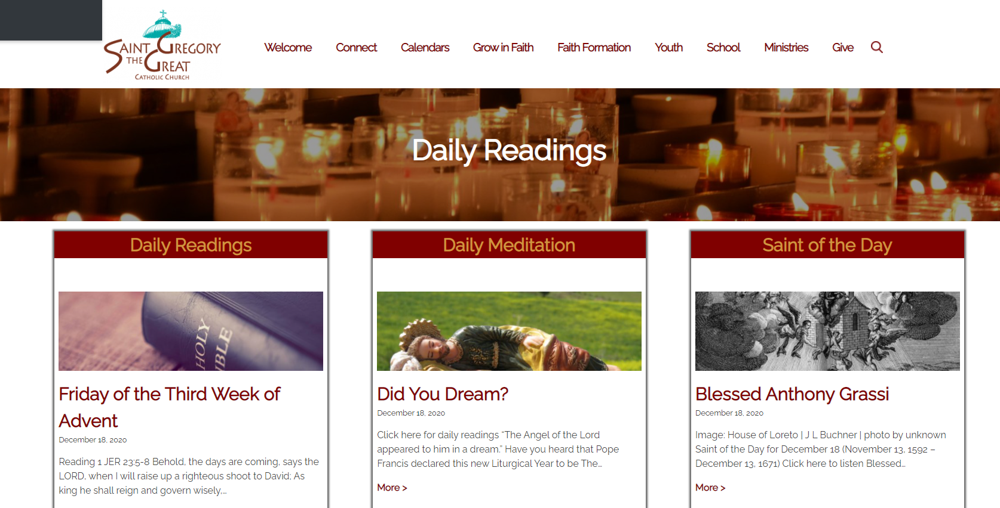 SAINT GREGORY
THE GREAT
CATHOLIC CHURCH
Welcome Connect Calendars Grow in Faith Faith Formation Youth School Ministries Give
Daily Readings
Daily Readings
HOLY
BIBLE
Friday of the Third Week of
Advent
December 18, 2020
Reading 1 JER 23:5-8 Behold, the days are coming, says the
LORD, when I will raise up a righteous shoot to David; As
king he shall reign and govern wisely,...
Daily Meditation
Did You Dream?
December 18, 2020
Click here for daily readings “The Angel of the Lord
appeared to him in a dream.” Have you heard that Pope
Francis declared this new Liturgical Year to be The...
More >
Saint of the Day
Blessed Anthony Grassi
December 18, 2020
Image: House of Loreto | J L Buchner | photo by unknown
Saint of the Day for December 18 (November 13, 1592 –
December 13, 1671) Click here to listen Blessed...
More >